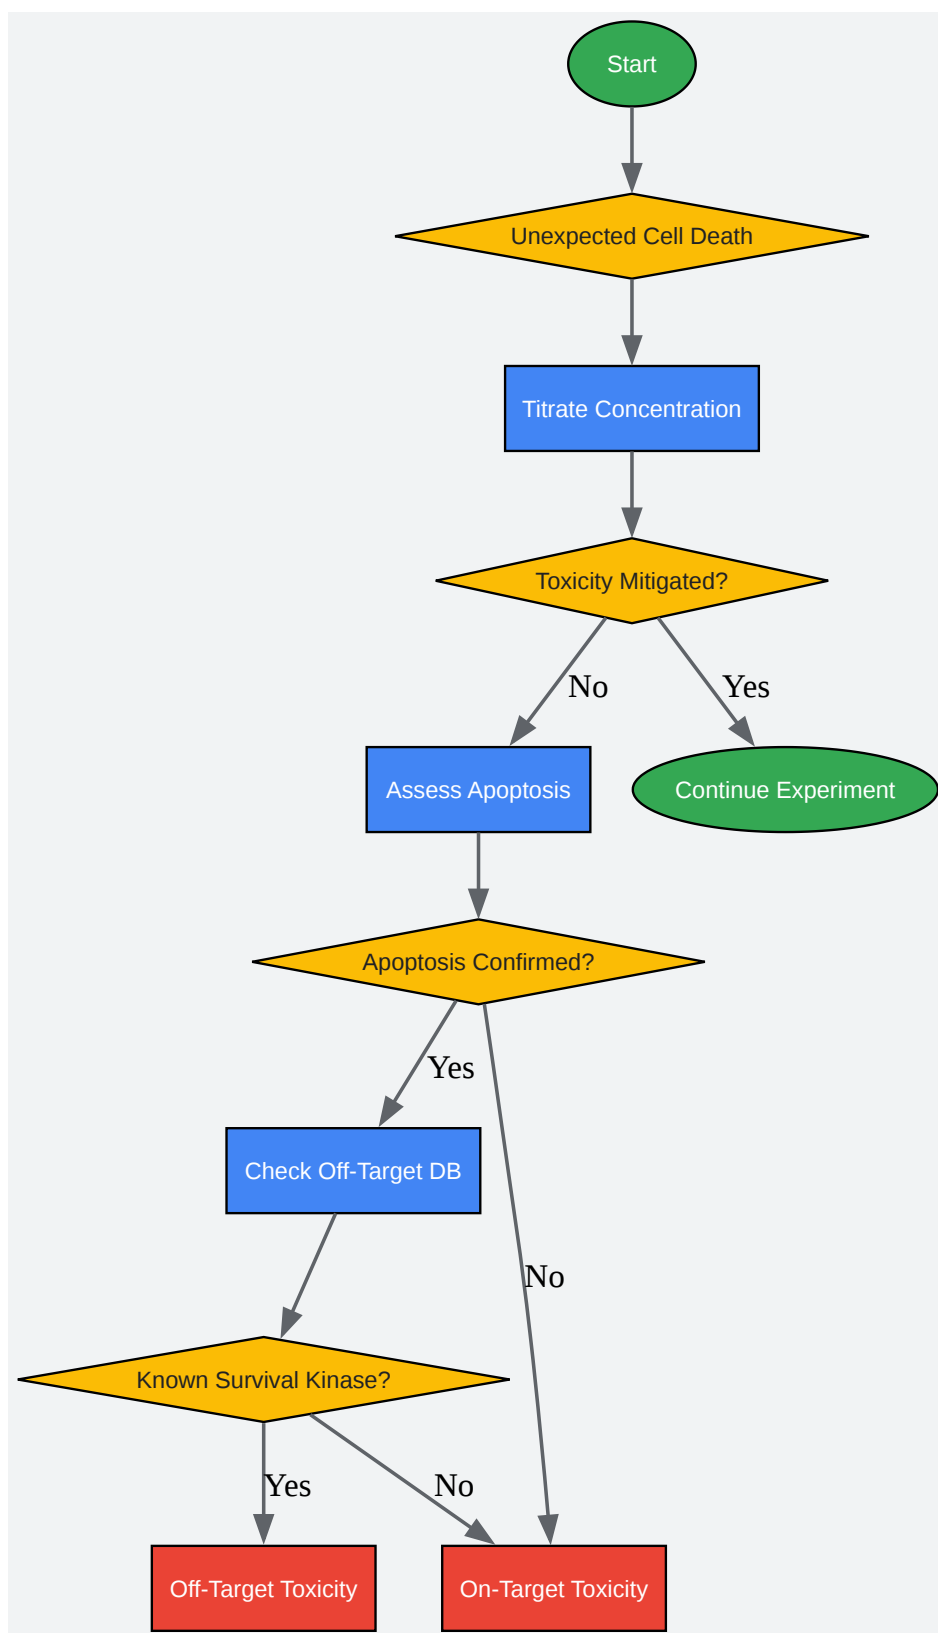 Start
Unexpected Cell Death
Titrate Concentration
Toxicity Mitigated?
No
Yes
Assess Apoptosis
Continue Experiment
Apoptosis Confirmed?
Yes
Check Off-Target DB
No
Known Survival Kinase?
Yes
No
Off-Target Toxicity
On-Target Toxicity